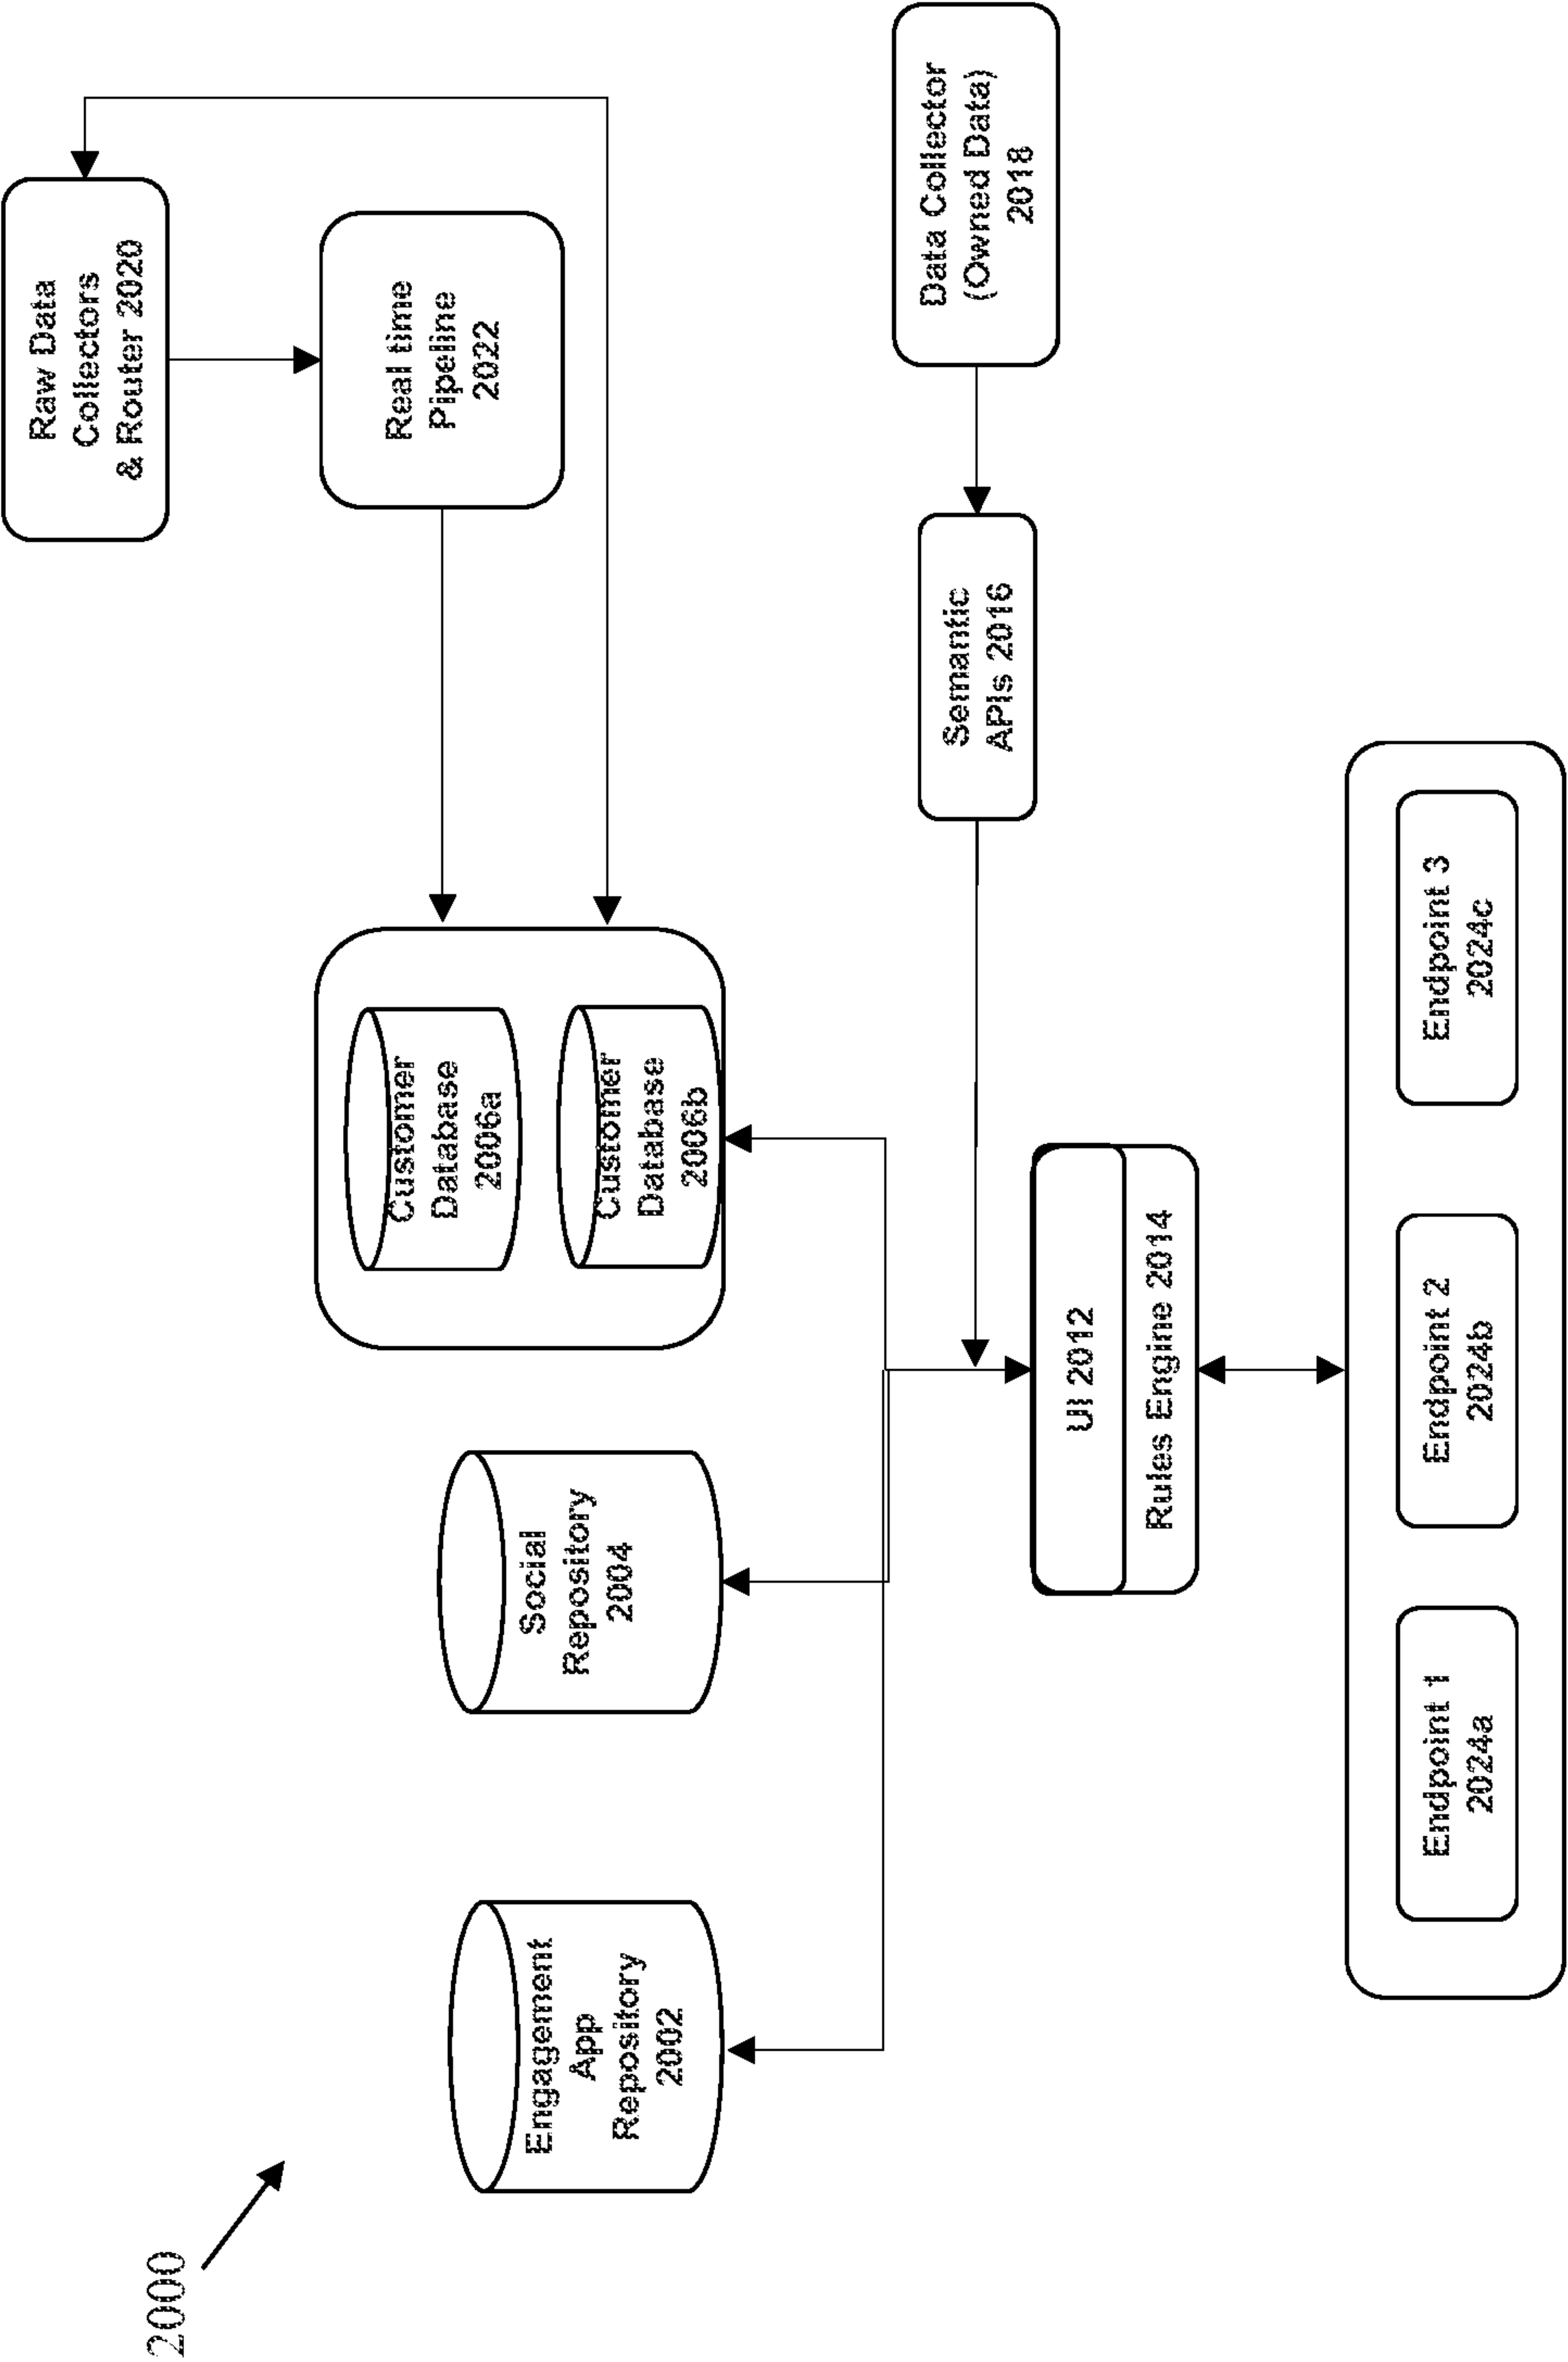 2000
Raw Data
Collectors
& Router 2020
Real time
Pipeline
2022
Engagement
App
Repository
2002
Social
Repository
2004
Customer
Database
2006a
Customer
Database
2006b
Data Collector
(Owned Data)
2018
Semantic
APIs 2016
UI 2012
Rules Engine 2014
Endpoint 1
2024a
Endpoint 2
2024b
Endpoint 3
2024c